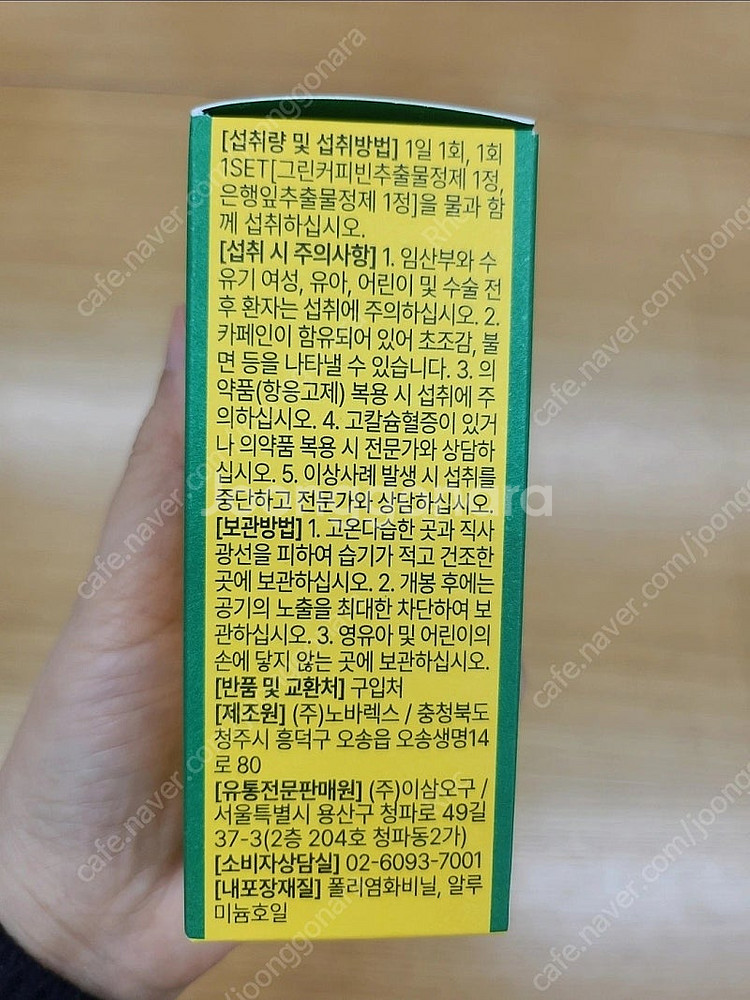 [섭취량 및 섭취방법] 1일 1회, 1회
1SET[그린커피빈추출물정제 1정,
은행잎추출물정제 1정]을 물과 함
께 섭취하십시오.
[섭취 시 주의사항] 1. 임산부와 수
유기 여성, 유아, 어린이 및 수술 전
후 환자는 섭취에 주의하십시오. 2.
카페인이 함유되어 있어 초조감, 불
면 등을 나타낼 수 있습니다. 3. 의
약품(항응고제) 복용 시 섭취에 주
의하십시오. 4. 고칼슘혈증이 있거
나 의약품 복용 시 전문가와 상담하
십시오. 5. 이상사례 발생 시 섭취를
중단하고 전문가와 상담하십시오.
[보관방법] 1. 고온다습한 곳과 직사
광선을 피하여 습기가 적고 건조한
곳에 보관하십시오. 2. 개봉 후에는
공기의 노출을 최대한 차단하여 보
관하십시오. 3. 영유아 및 어린이의
손에 닿지 않는 곳에 보관하십시오.
[반품 및 교환처] 구입처
[제조원] (주)노바렉스 / 충청북도
청주시 흥덕구 오송읍 오송생명14
로 80
[유통전문판매원] (주)이삼오구 /
서울특별시 용산구 청파로 49길
37-3(2층 204호 청파동2가)
[소비자상담실] 02-6093-7001
[내포장재질] 폴리염화비닐, 알루
미늄호일
cafe.naver.com/joonggonara
cafe.naver.com/joonggonara
cafe.naver.com/joonggonara